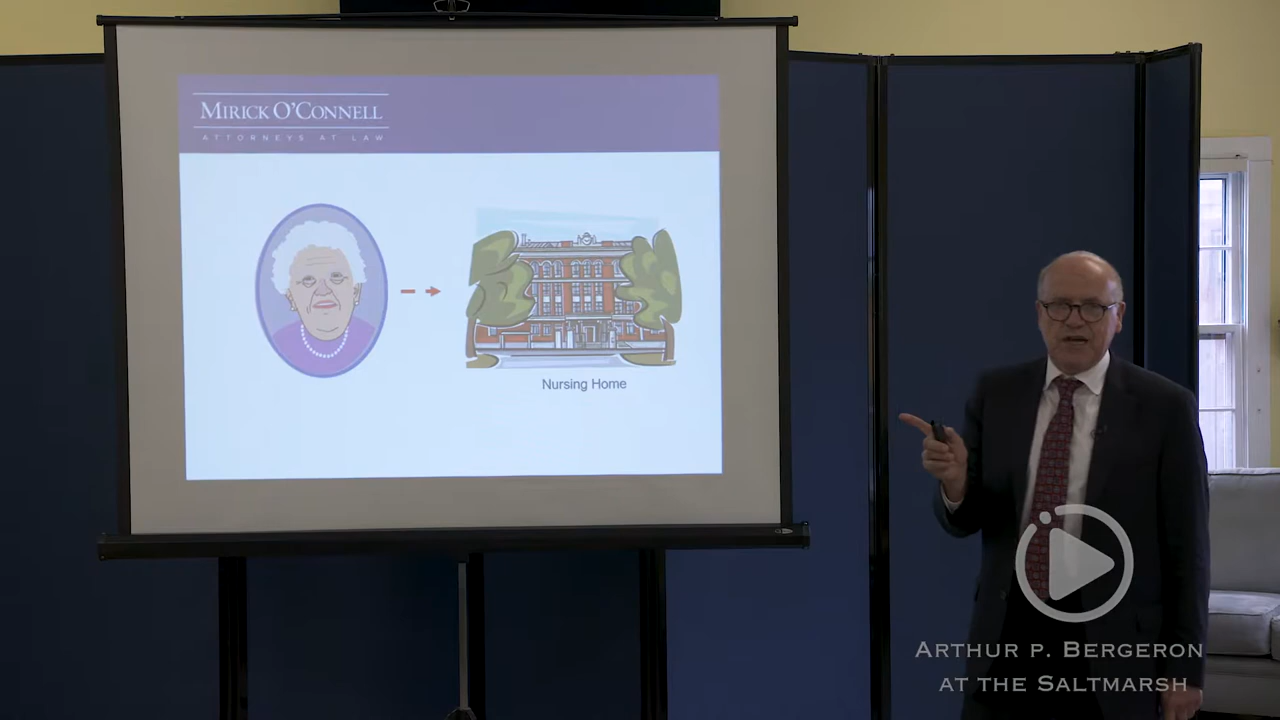 MIRICK O'CONNELL
ATTORNEYS AT LAW
Nursing Home
ARTHUR P. BERGERON
AT THE SALTMARSH